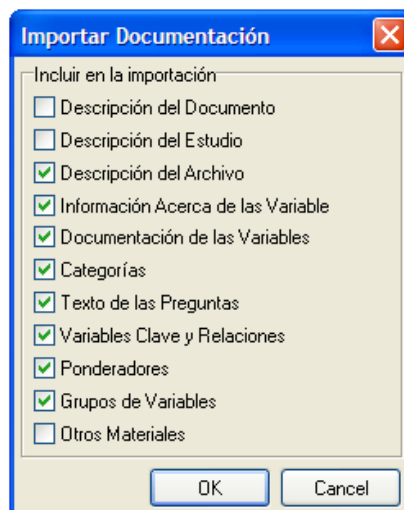 Importar Documentación
Incluir en la importación
Descripción del Documento
Descripción del Estudio
Descripción del Archivo
Información Acerca de las Variable
Documentación de las Variables
Categorías
Texto de las Preguntas
Variables Clave y Relaciones
Ponderadores
Grupos de Variables
Otros Materiales
OK Cancel